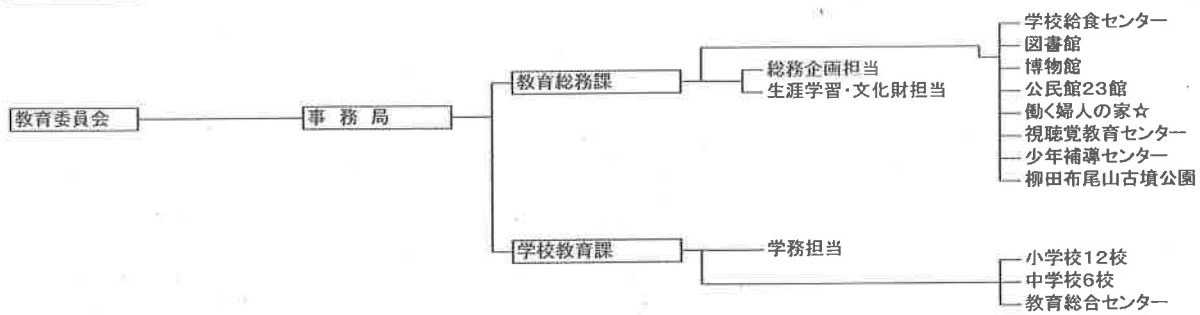 教育委員会
事務局
教育総務課
総務企画担当
生涯学習・文化財担当
学校給食センター
図書館
博物館
公民館23館
働く婦人の家☆
視聴覚教育センター
少年補導センター
柳田布尾山古墳公園
学校教育課
学務担当
小学校12校
中学校6校
教育総合センター